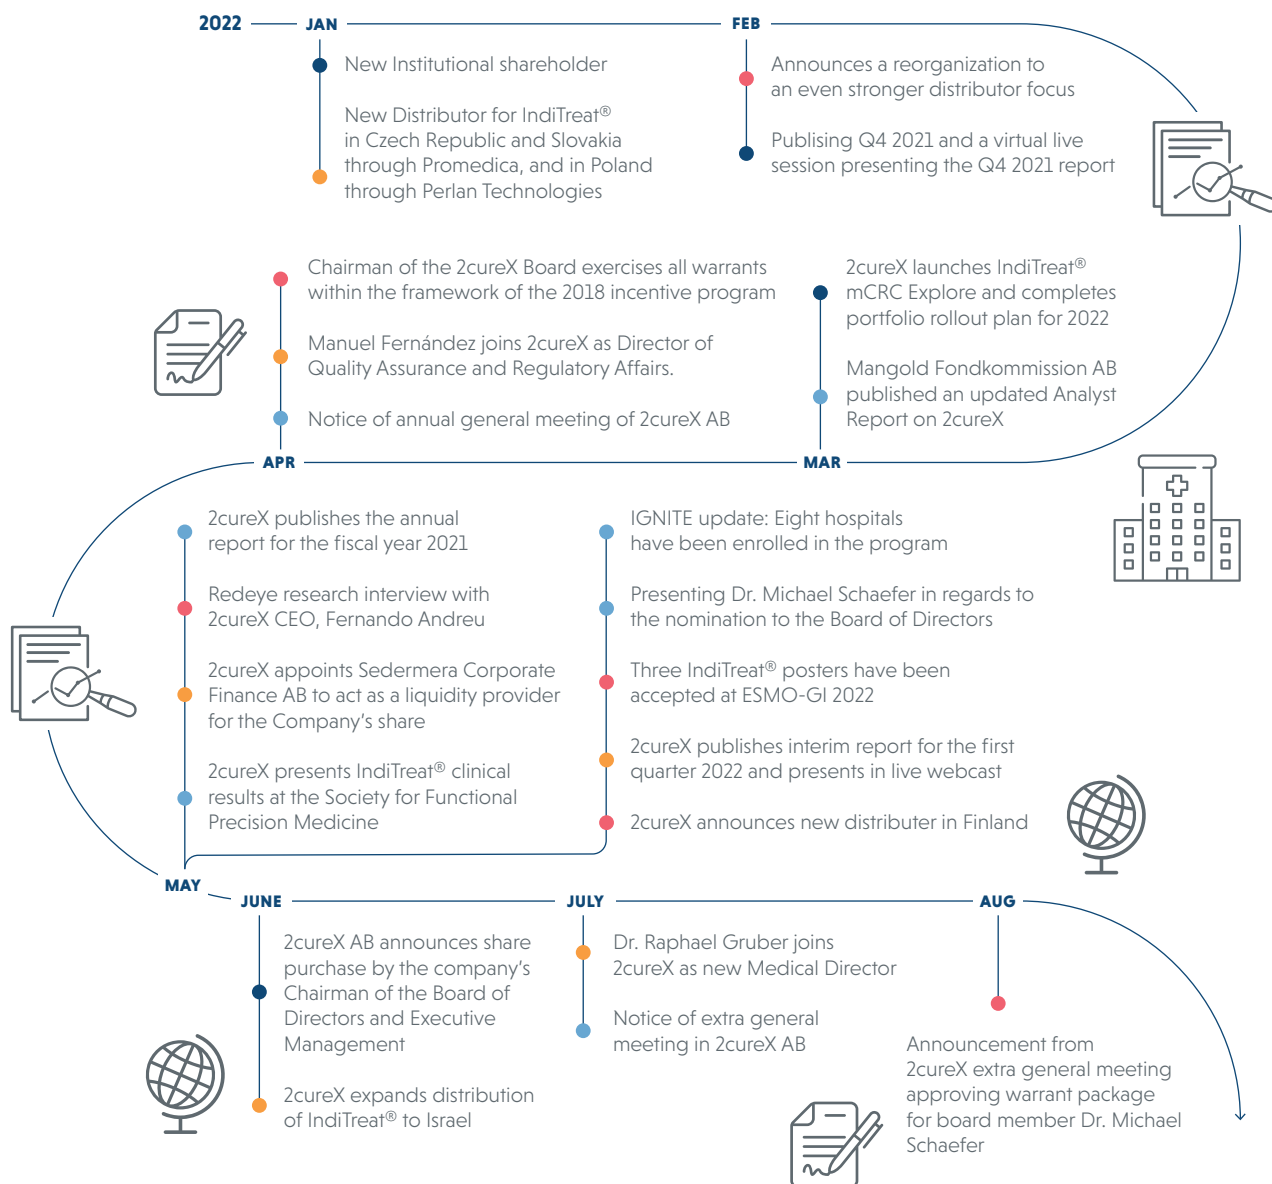 2022
JAN
New Institutional shareholder
New Distributor for IndiTreat®
in Czech Republic and Slovakia
through Promedica, and in Poland
through Perlan Technologies
FEB
Announces a reorganization to
an even stronger distributor focus
Publising Q4 2021 and a virtual live
session presenting the Q4 2021 report
2cureX launches IndiTreat®
mCRC Explore and completes
portfolio rollout plan for 2022
Mangold Fondkommission AB
published an updated Analyst
Report on 2cureX
MAR
Chairman of the 2cureX Board exercises all warrants
within the framework of the 2018 incentive program
Manuel Fernández joins 2cureX as Director of
Quality Assurance and Regulatory Affairs.
Notice of annual general meeting of 2cureX AB
APR
2cureX publishes the annual
report for the fiscal year 2021
Redeye research interview with
2cureX CEO, Fernando Andreu
2cureX appoints Sedermera Corporate
Finance AB to act as a liquidity provider
for the Company's share
2cureX presents IndiTreat® clinical
results at the Society for Functional
Precision Medicine
IGNITE update: Eight hospitals
have been enrolled in the program
Presenting Dr. Michael Schaefer in regards to
the nomination to the Board of Directors
Three IndiTreat® posters have been
accepted at ESMO-GI 2022
2cureX publishes interim report for the first
quarter 2022 and presents in live webcast
2cureX announces new distributer in Finland
MAY
JUNE
2cureX AB announces share
purchase by the company's
Chairman of the Board of
Directors and Executive
Management
2cureX expands distribution
of IndiTreat® to Israel
JULY
Dr. Raphael Gruber joins
2cureX as new Medical Director
Notice of extra general
meeting in 2cureX AB
AUG
Announcement from
2cureX extra general meeting
approving warrant package
for board member Dr. Michael
Schaefer